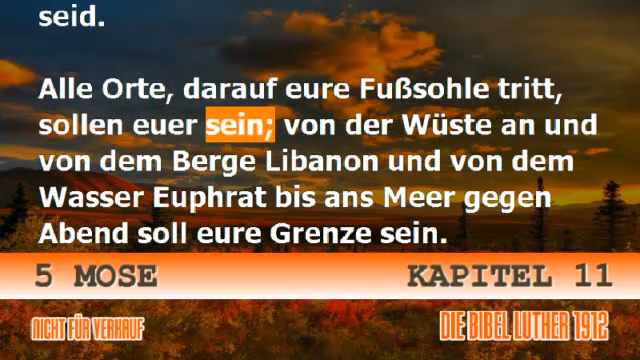 seid.
Alle Orte, darauf eure Fußsohle tritt,
sollen euer sein; von der Wüste an und
von dem Berge Libanon und von dem
Wasser Euphrat bis ans Meer gegen
Abend soll eure Grenze sein.
5 MOSE KAPITEL 11
NICHT FÜR VERKAUF DIE BIBEL LUTHER 1912